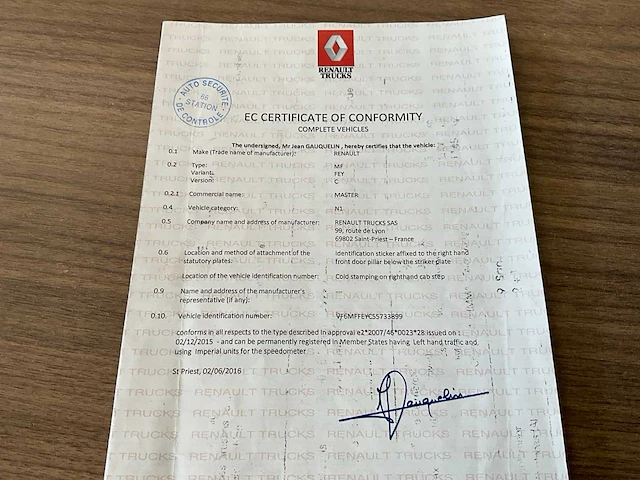 RENAULT
TRUCKS
AUTO SECURITE
66
STATION
DE CONTROLE
EC CERTIFICATE OF CONFORMITY
COMPLETE VEHICLES
The undersigned, Mr Jean GAUQUELIN , hereby certifies that the vehicle:
0.1 Make (Trade name of manufacturer): RENAULT
0.2 Type: MF
Variant: FEY
Version: C
0.2.1 Commercial name: MASTER
0.4 Vehicle category: N1
0.5 Company name and address of manufacturer: RENAULT TRUCKS SAS
99, route de Lyon
69802 Saint-Priest – France
0.6 Location and method of attachment of the statutory plates: Identification sticker affixed to the right hand front door pillar below the striker plate
Location of the vehicle identification number: Cold stamping on righthand cab step
0.9 Name and address of the manufacturer's
representative (if any):
0.10. Vehicle identification number: VF6MFFEYC55733899
conforms in all respects to the type described in approval e2*2007/46*0023*28 issued on :
02/12/2015 - and can be permanently registered in Member States having Left hand traffic and
using Imperial units for the speedometer
St Priest, 02/06/2016
Gauquelin